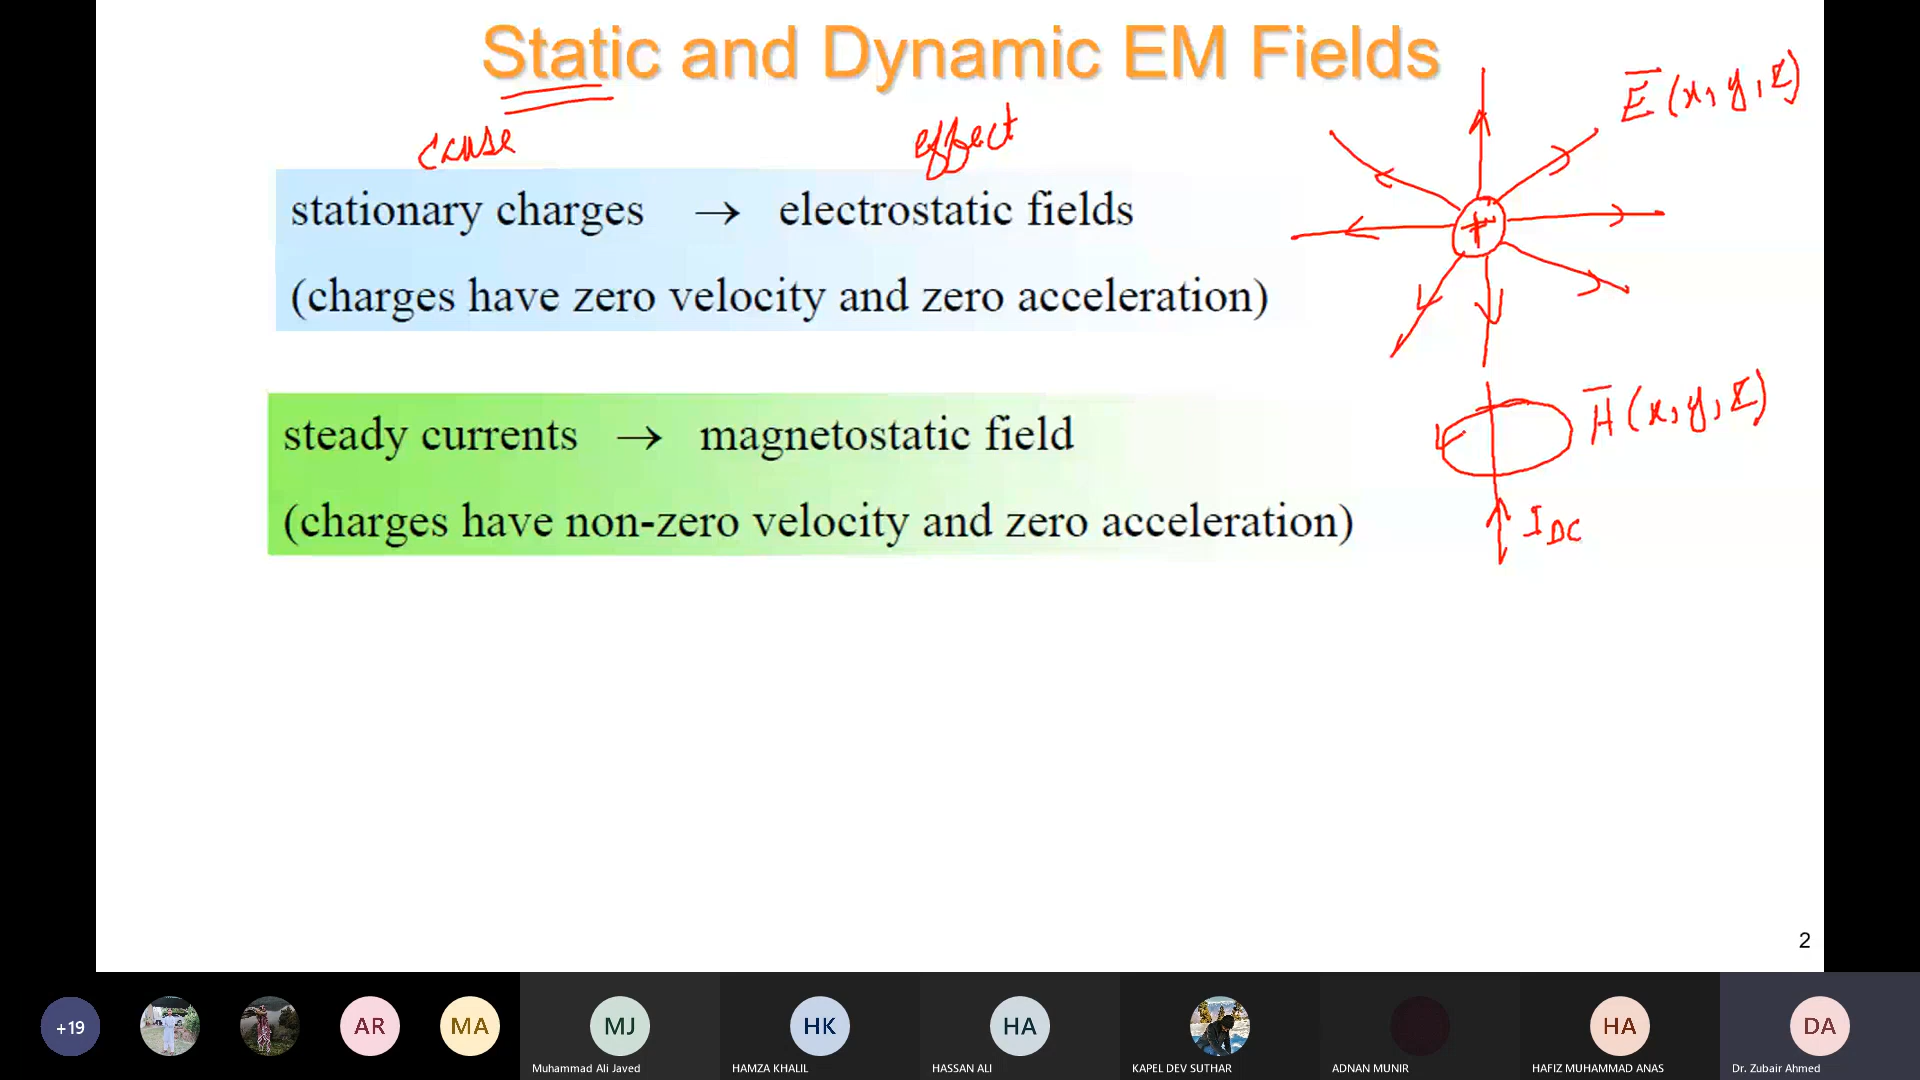 Static and Dynamic EM Fields
E (x, y, z)
cause effect
stationary charges → electrostatic fields
(charges have zero velocity and zero acceleration)
+
H (x, y, z)
steady currents → magnetostatic field
(charges have non-zero velocity and zero acceleration)
I DC
2
+19
AR
MA
MJ
HK
HA
HA
DA
Muhammad Ali Javed
HAMZA KHALIL
HASSAN ALI
KAPEL DEV SUTHAR
ADNAN MUNIR
HAFIZ MUHAMMAD ANAS
Dr. Zubair Ahmed